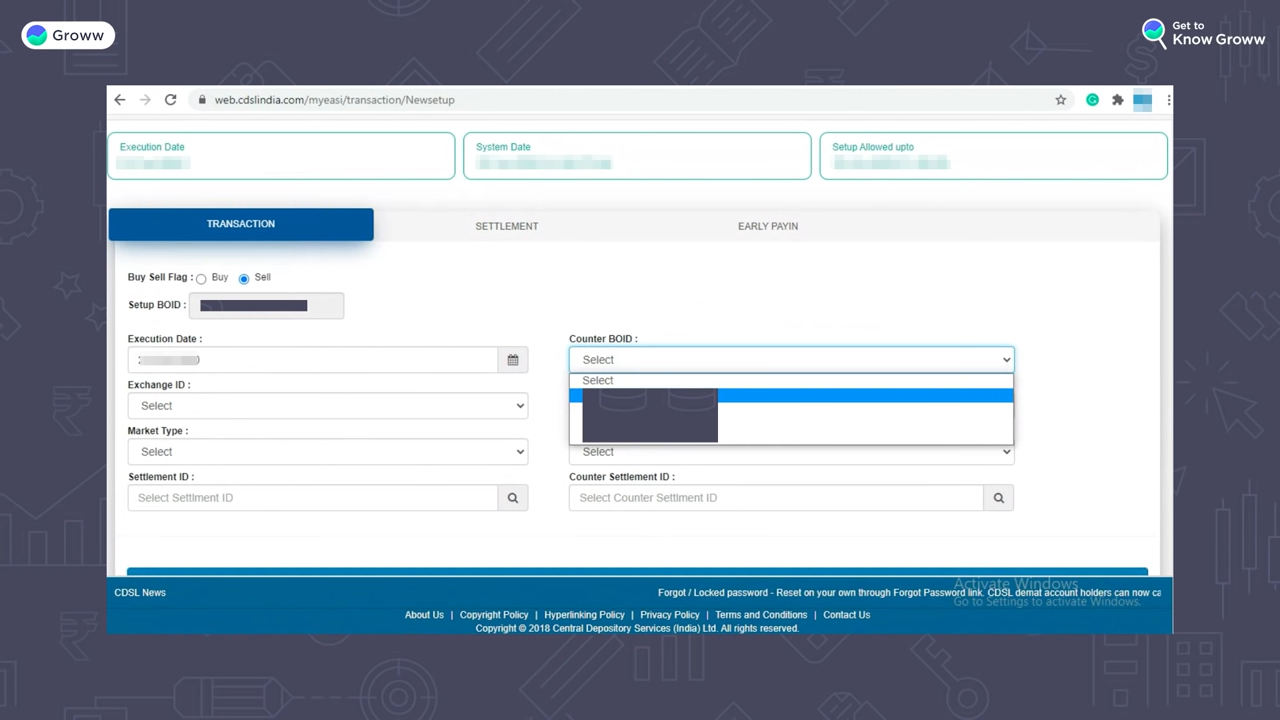 Groww
Get to
Know Groww
web.cdslindia.com/myeasi/transaction/Newsetup
Execution Date
System Date
Setup Allowed upto
TRANSACTION
SETTLEMENT
EARLY PAYIN
Buy Sell Flag : Buy Sell
Setup BOID :
Execution Date :
Counter BOID :
Select
Select
Exchange ID :
Select
Market Type :
Select
Select
Settlement ID :
Counter Settlement ID :
Select Settlment ID
Select Counter Settlment ID
CDSL News
Forgot / Locked password - Reset on your own through Forgot Password link. CDSL demat account holders can now ca
Activate Windows
Go to Settings to activate Windows.
About Us | Copyright Policy | Hyperlinking Policy | Privacy Policy | Terms and Conditions | Contact Us
Copyright © 2018 Central Depository Services (India) Ltd. All rights reserved.